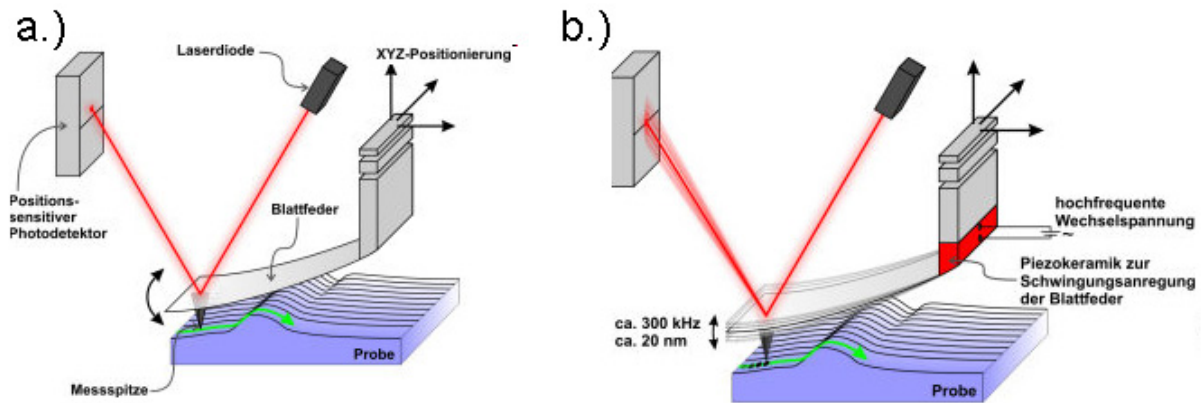 a.)
Laserdiode
XYZ-Positionierung
Positions-
sensitiver
Photodetektor
Blattfeder
Probe
Messspitze
b.)
hochfrequente
Wechselspannung
~
Piezokeramik zur
Schwingungsanregung
der Blattfeder
ca. 300 kHz
ca. 20 nm
Probe